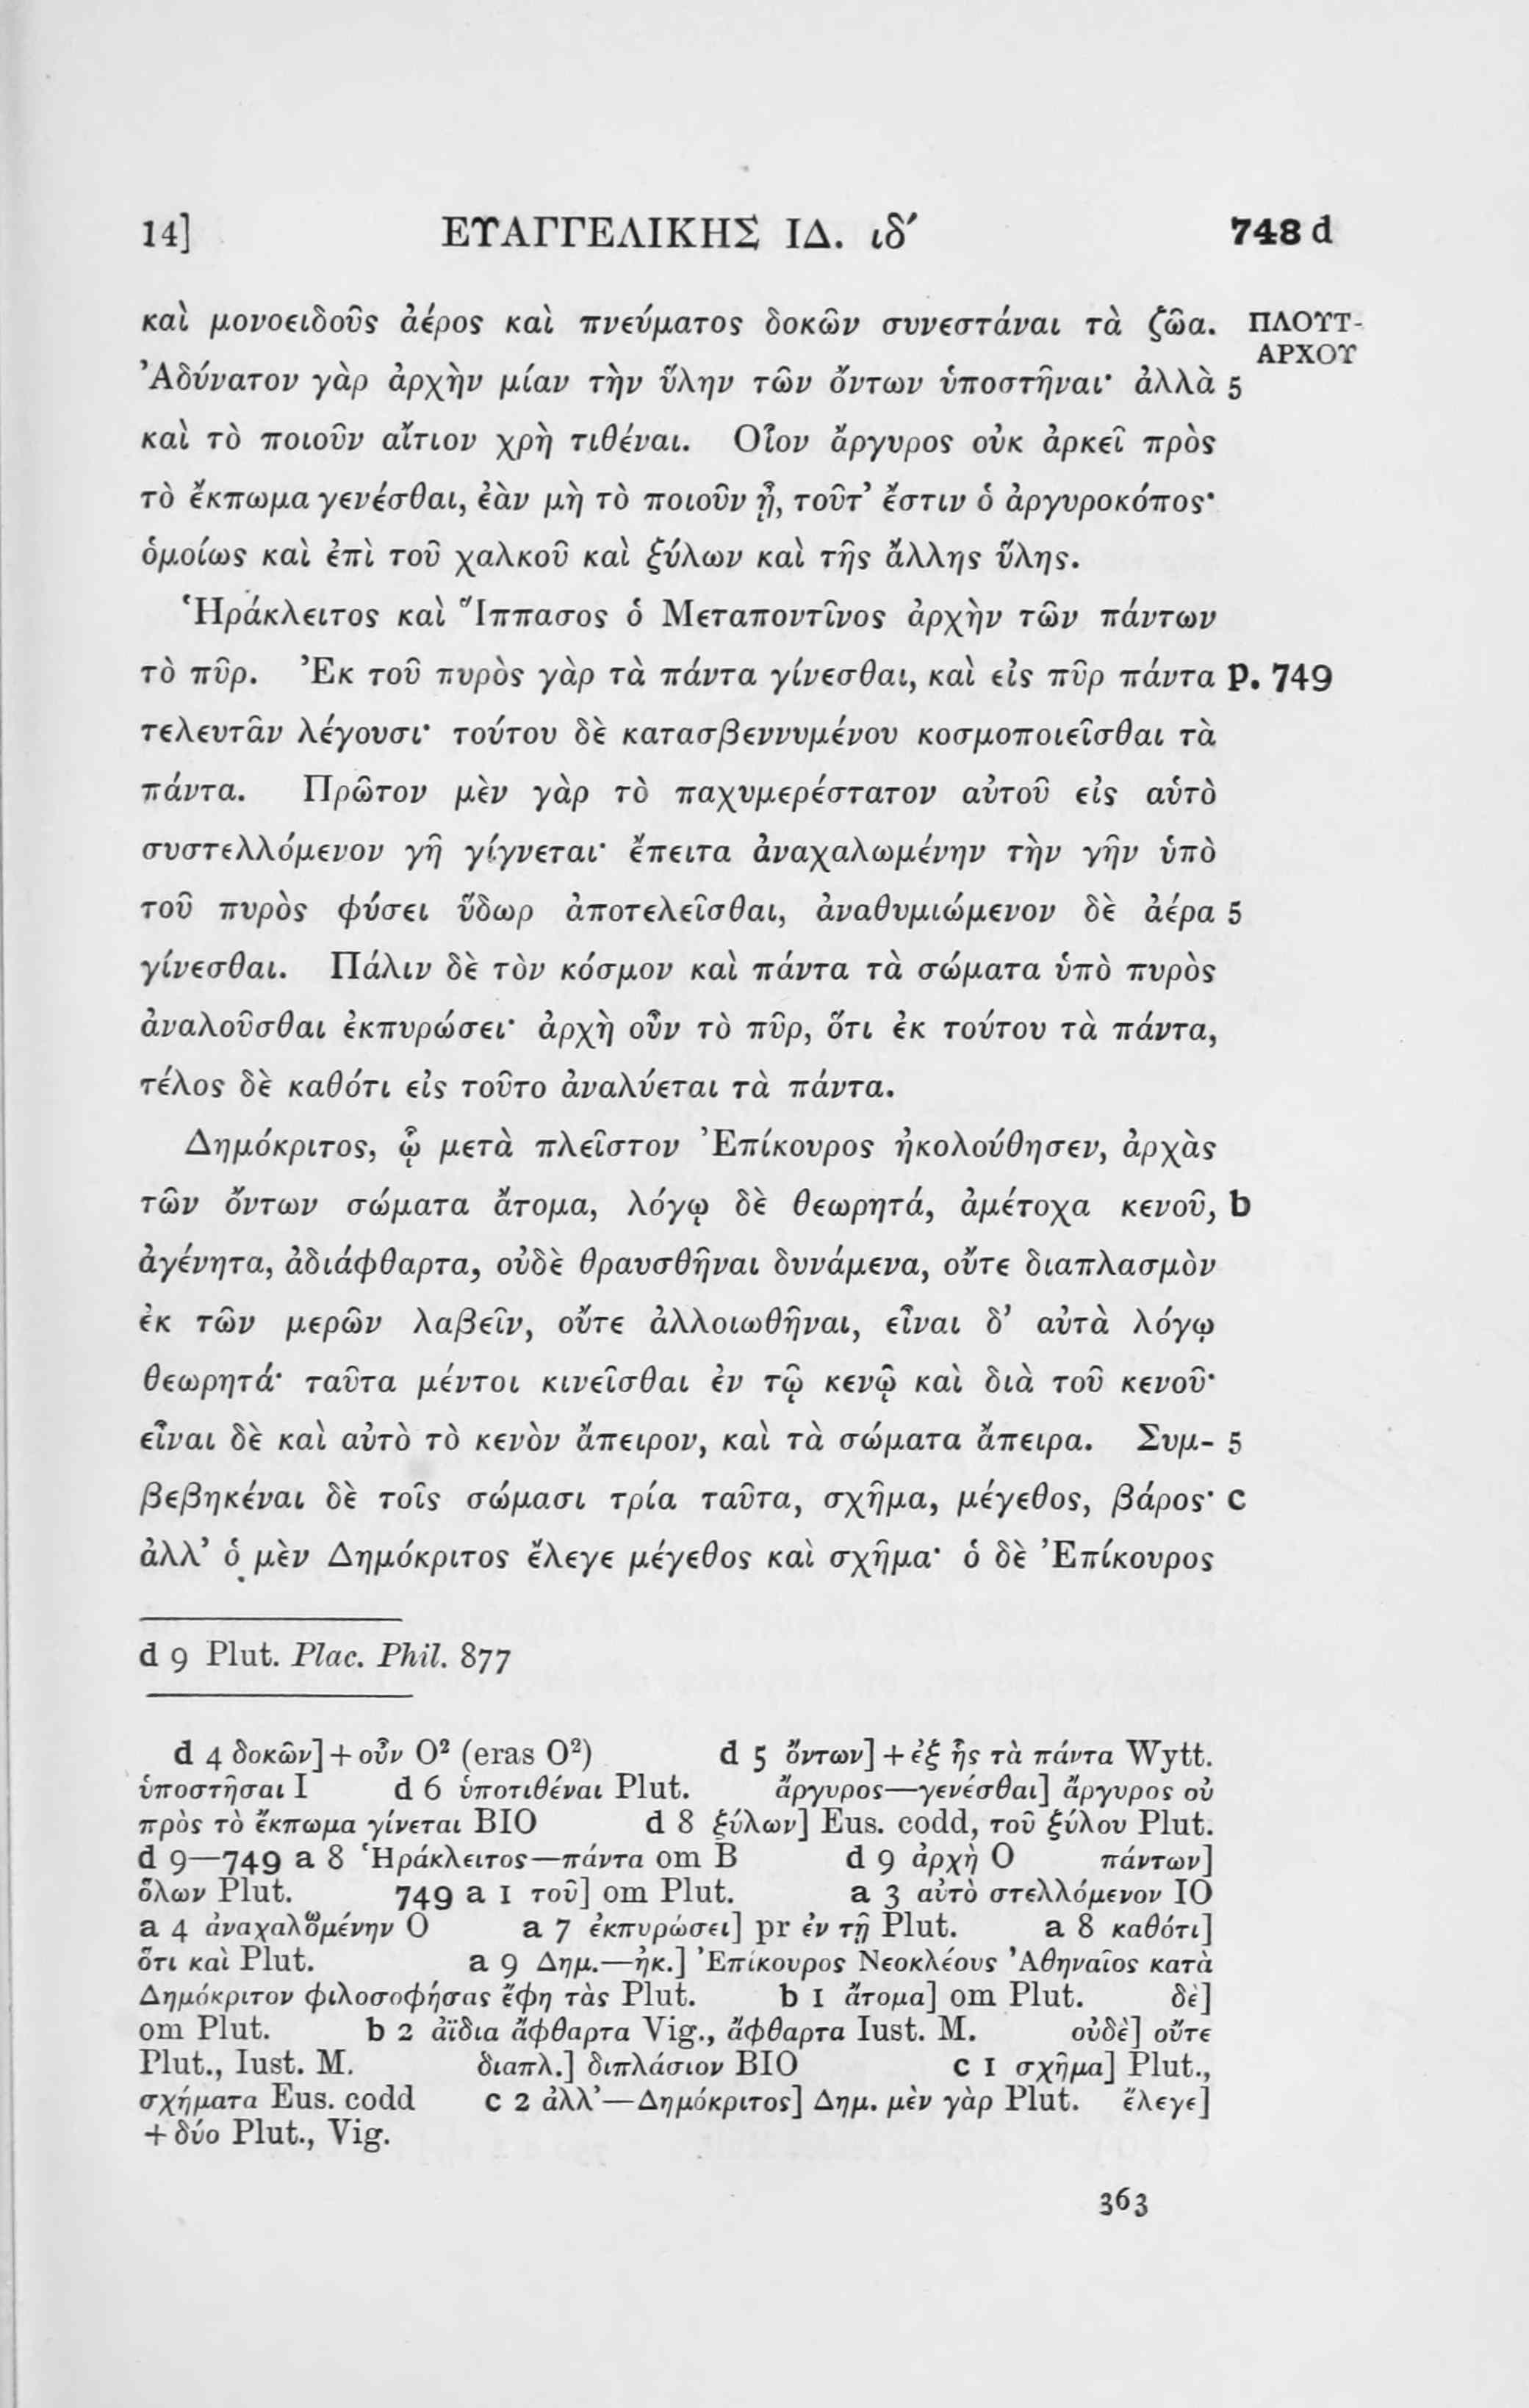 14] ΕΥΑΓΓΕΛΙΚΗΣ ΙΔ. ιδ′ 748 d
καὶ μονοειδοῦς ἀέρος καὶ πνεύματος δοκῶν συνεστάναι τὰ ζῶα. ΠΛΟΥΤ-
ΑΡΧΟΥ
Ἀδύνατον γὰρ ἀρχὴν μίαν τὴν ὕλην τῶν ὄντων ὑποστῆναι· ἀλλὰ 5
καὶ τὸ ποιοῦν αἴτιον χρὴ τιθέναι. Οἷον ἄργυρος οὐκ ἀρκεῖ πρὸς
τὸ ἔκπωμα γενέσθαι, ἐὰν μὴ τὸ ποιοῦν ᾖ, τοῦτ’ ἔστιν ὁ ἀργυροκόπος·
ὁμοίως καὶ ἐπὶ τοῦ χαλκοῦ καὶ ξύλων καὶ τῆς ἄλλης ὕλης.
Ἡράκλειτος καὶ Ἵππασος ὁ Μεταποντῖνος ἀρχὴν τῶν πάντων
τὸ πῦρ. Ἐκ τοῦ πυρὸς γὰρ τὰ πάντα γίνεσθαι, καὶ εἰς πῦρ πάντα p. 749
τελευτᾶν λέγουσι· τούτου δὲ κατασβεννυμένου κοσμοποιεῖσθαι τὰ
πάντα. Πρῶτον μὲν γὰρ τὸ παχυμερέστατον αὐτοῦ εἰς αὑτὸ
συστελλόμενον γῆ γίγνεται· ἔπειτα ἀναχαλωμένην τὴν γῆν ὑπὸ
τοῦ πυρὸς φύσει ὕδωρ ἀποτελεῖσθαι, ἀναθυμιώμενον δὲ ἀέρα 5
γίνεσθαι. Πάλιν δὲ τὸν κόσμον καὶ πάντα τὰ σώματα ὑπὸ πυρὸς
ἀναλοῦσθαι ἐκπυρώσει· ἀρχὴ οὖν τὸ πῦρ, ὅτι ἐκ τούτου τὰ πάντα,
τέλος δὲ καθότι εἰς τοῦτο ἀναλύεται τὰ πάντα.
Δημόκριτος, ᾧ μετὰ πλεῖστον Ἐπίκουρος ἠκολούθησεν, ἀρχὰς
τῶν ὄντων σώματα ἄτομα, λόγῳ δὲ θεωρητά, ἀμέτοχα κενοῦ, b
ἀγένητα, ἀδιάφθαρτα, οὐδὲ θραυσθῆναι δυνάμενα, οὔτε διαπλασμὸν
ἐκ τῶν μερῶν λαβεῖν, οὔτε ἀλλοιωθῆναι, εἶναι δ’ αὐτὰ λόγῳ
θεωρητά· ταῦτα μέντοι κινεῖσθαι ἐν τῷ κενῷ καὶ διὰ τοῦ κενοῦ·
εἶναι δὲ καὶ αὐτὸ τὸ κενὸν ἄπειρον, καὶ τὰ σώματα ἄπειρα. Συμ- 5
βεβηκέναι δὲ τοῖς σώμασι τρία ταῦτα, σχῆμα, μέγεθος, βάρος· c
ἀλλ’ ὁ μὲν Δημόκριτος ἔλεγε μέγεθος καὶ σχῆμα· ὁ δὲ Ἐπίκουρος
d 9 Plut. Plac. Phil. 877
d 4 δοκῶν] + οὖν O² (eras O²) d 5 ὄντων] + ἐξ ἧς τὰ πάντα Wytt.
ὑποστῆσαι I d 6 ὑποτιθέναι Plut. ἄργυρος—γενέσθαι] ἄργυρος οὐ
πρὸς τὸ ἔκπωμα γίνεται BIO d 8 ξύλων] Eus. codd, τοῦ ξύλου Plut.
d 9—749 a 8 Ἡράκλειτος—πάντα om B d 9 ἀρχὴ O πάντων]
ὅλων Plut. 749 a 1 τοῦ] om Plut. a 3 αὐτὸ στελλόμενον IO
a 4 ἀναχαλοωμένην O a 7 ἐκπυρώσει] pr ἐν τῇ Plut. a 8 καθότι]
ὅτι καὶ Plut. a 9 Δημ.—ἠκ.] Ἐπίκουρος Νεοκλέους Ἀθηναῖος κατὰ
Δημόκριτον φιλοσοφήσας ἔφη τὰς Plut. b 1 ἄτομα] om Plut. δὲ]
om Plut. b 2 ἀΐδια ἄφθαρτα Vig., ἄφθαρτα Iust. M. οὐδὲ] οὔτε
Plut., Iust. M. διαπλ.] διπλάσιον BIO c 1 σχῆμα] Plut.,
σχήματα Eus. codd c 2 ἀλλ’—Δημόκριτος] Δημ. μὲν γὰρ Plut. ἔλεγε]
+ δύο Plut., Vig.
363